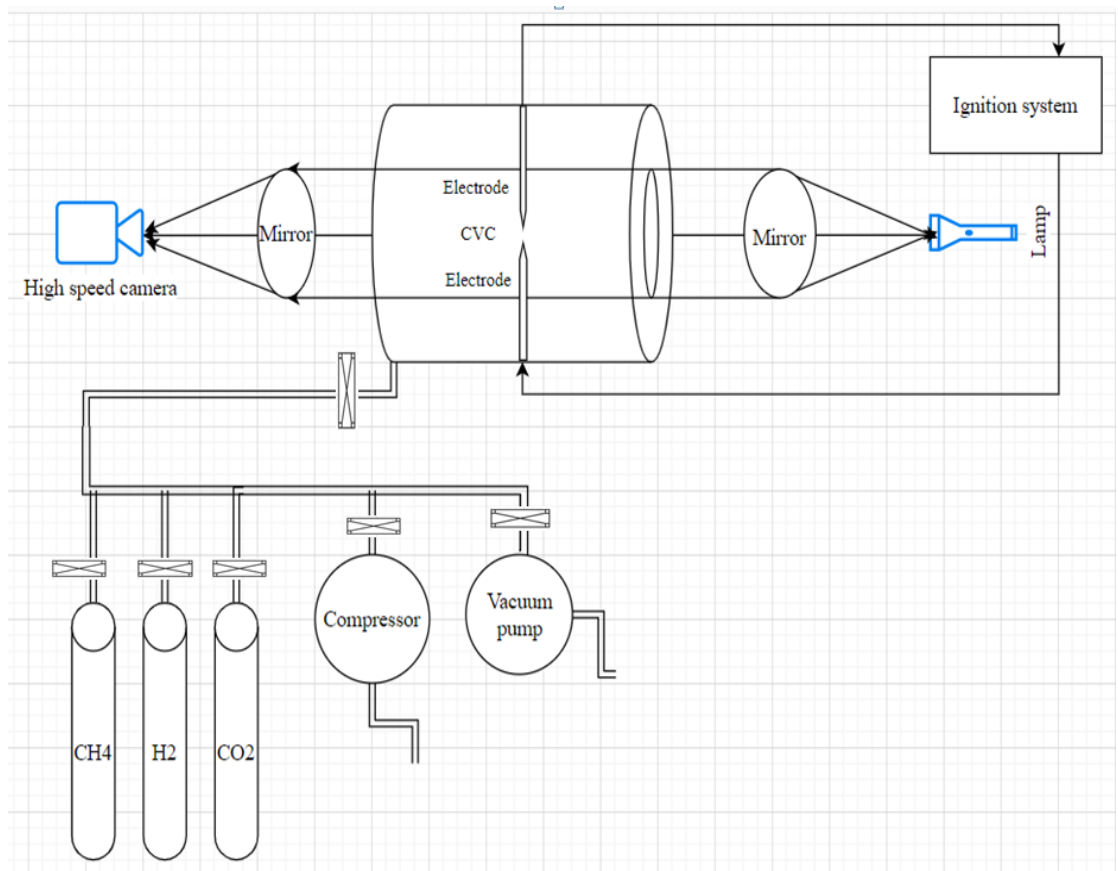 Ignition system
Electrode
Mirror
CVC
Mirror
Lamp
Electrode
High speed camera
Compressor
Vacuum
pump
CH4
H2
CO2